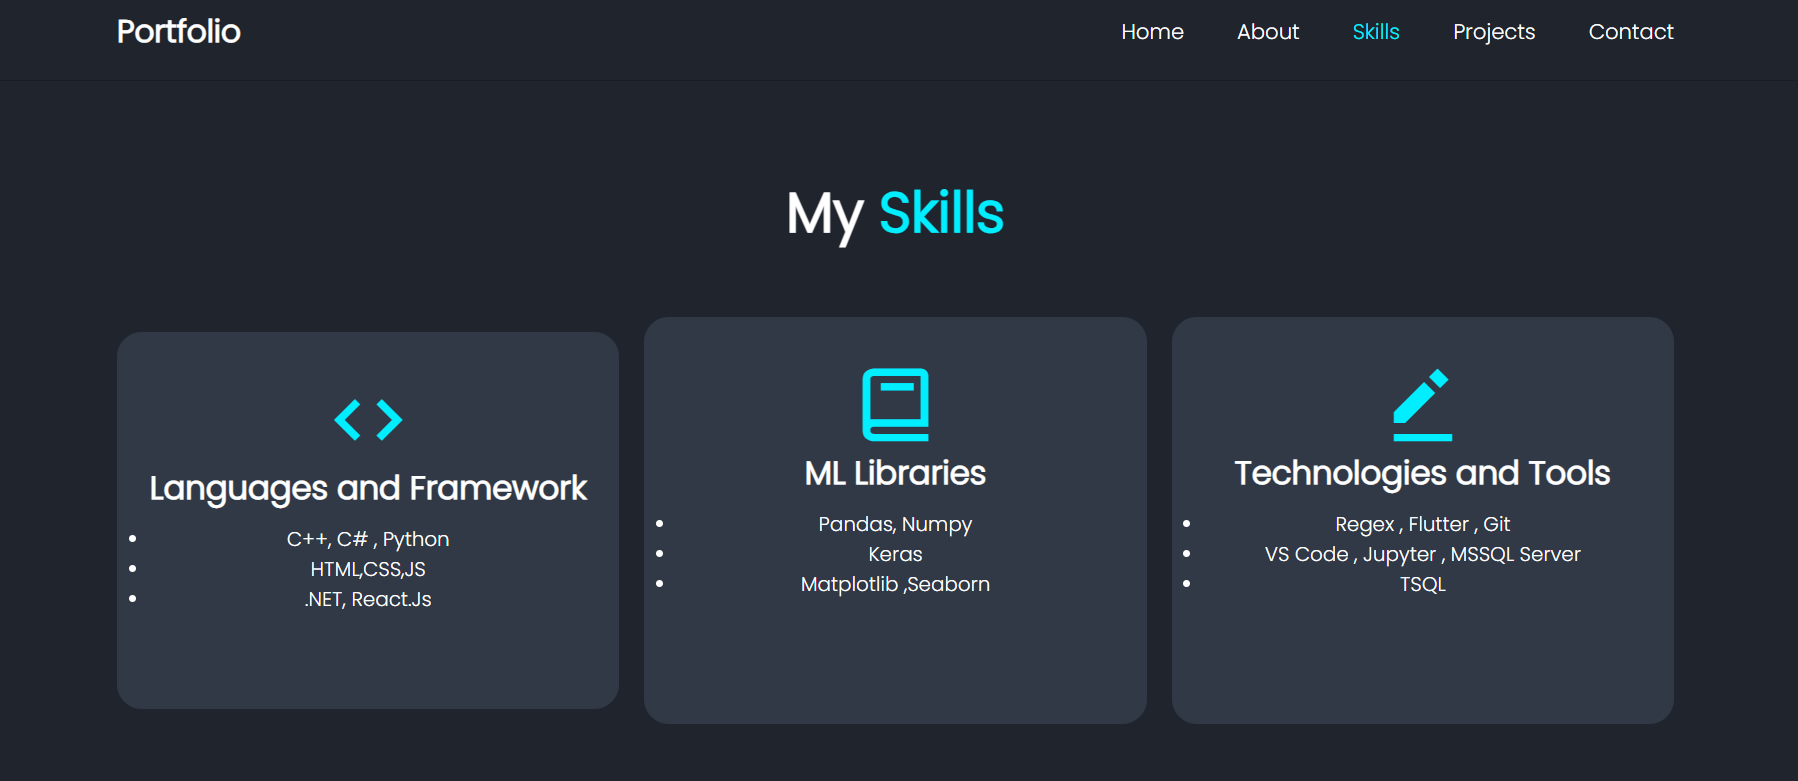 Portfolio
Home About Skills Projects Contact
My Skills
Languages and Framework
C++, C# , Python
HTML,CSS,JS
.NET, React.Js
ML Libraries
Pandas, Numpy
Keras
Matplotlib ,Seaborn
Technologies and Tools
Regex , Flutter , Git
VS Code , Jupyter , MSSQL Server
TSQL